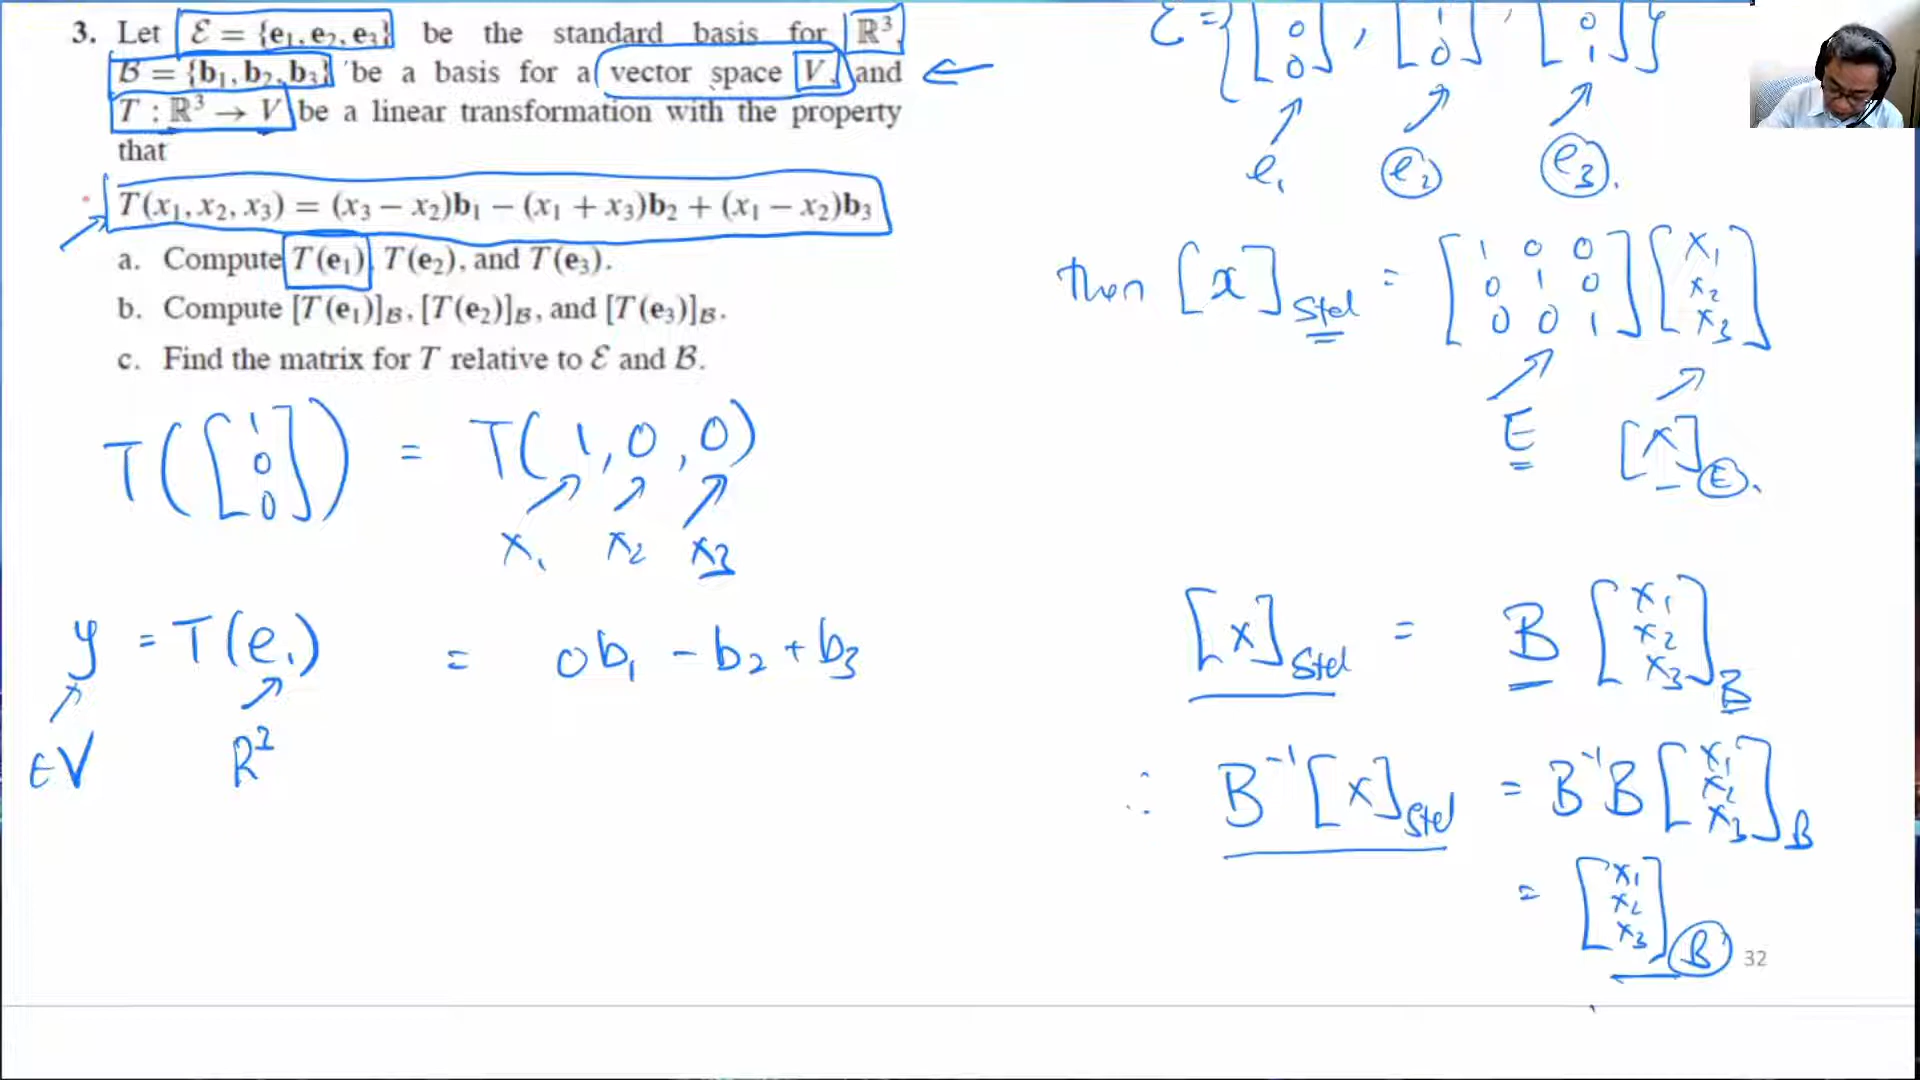 3. Let ℰ = {e₁, e₂, e₃} be the standard basis for ℝ³,
ℬ = {b₁, b₂, b₃} be a basis for a vector space V, and
T : ℝ³ → V be a linear transformation with the property
that
T(x₁, x₂, x₃) = (x₃ − x₂)b₁ − (x₁ + x₃)b₂ + (x₁ − x₂)b₃
a. Compute T(e₁), T(e₂), and T(e₃).
b. Compute [T(e₁)]ℬ, [T(e₂)]ℬ, and [T(e₃)]ℬ.
c. Find the matrix for T relative to ℰ and ℬ.
T([1 0 0]) = T(1, 0, 0)
x₁ x₂ x₃
y = T(e₁) = 0b₁ − b₂ + b₃
∈V R²
ℰ = {[0 0], [1 0], [0 1]}
e₁ e₂ e₃.
then [x]Std = [1 0 0
0 1 0
0 0 1] [x₁ x₂ x₃]
E [x]E.
[x]Std = B [x₁ x₂ x₃]B
∴ B⁻¹[x]Std = B⁻¹B [x₁ x₂ x₃]B
= [x₁ x₂ x₃]B
32